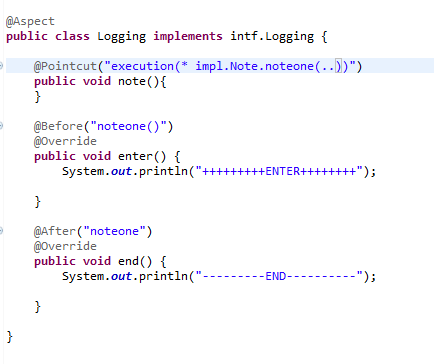 @Aspect
public class Logging implements intf.Logging {
@Pointcut("execution(* impl.Note.noteone(..))")
public void note(){
}
@Before("noteone()")
@Override
public void enter() {
System.out.println("+++++++++ENTER++++++++");
}
@After("noteone")
@Override
public void end() {
System.out.println("---------END----------");
}
}